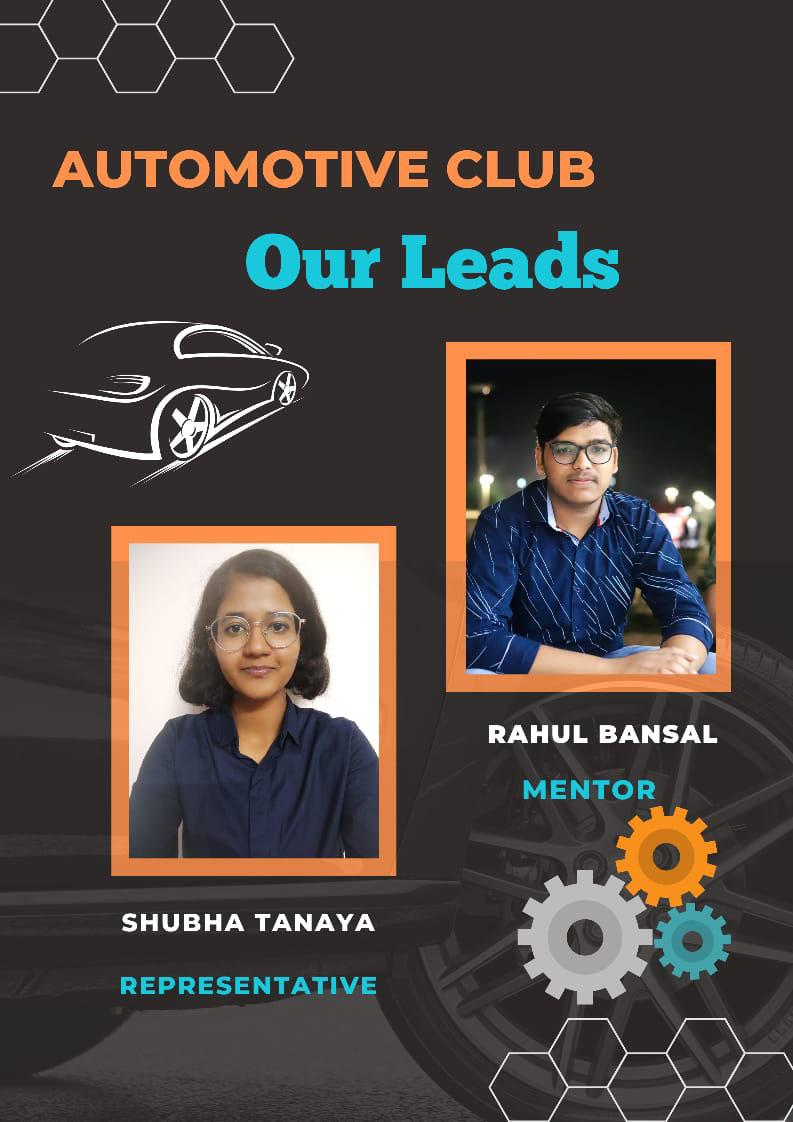 AUTOMOTIVE CLUB
Our Leads
RAHUL BANSAL
MENTOR
SHUBHA TANAYA
REPRESENTATIVE